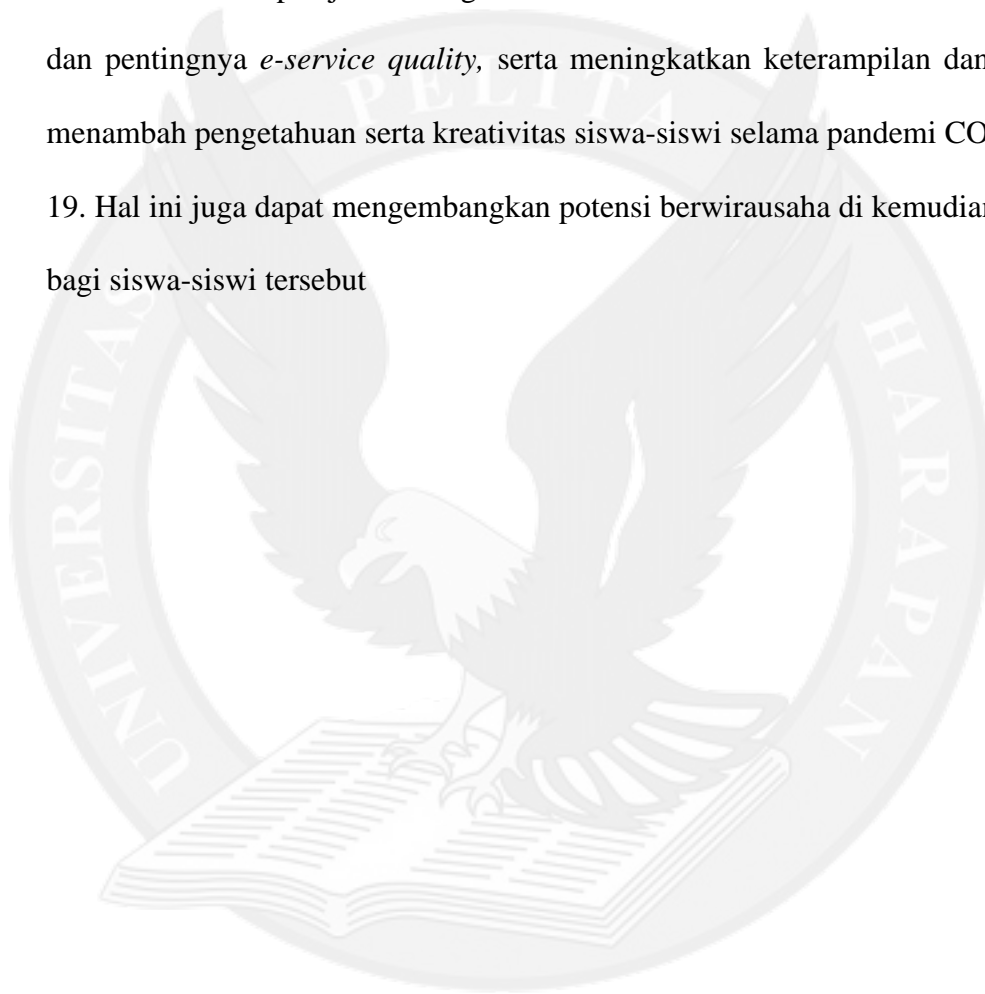 dan pentingnya e-service quality, serta meningkatkan keterampilan dan
menambah pengetahuan serta kreativitas siswa-siswi selama pandemi CO
19. Hal ini juga dapat mengembangkan potensi berwirausaha di kemudian
bagi siswa-siswi tersebut
UNIVERSITAS PELITA HARAPAN